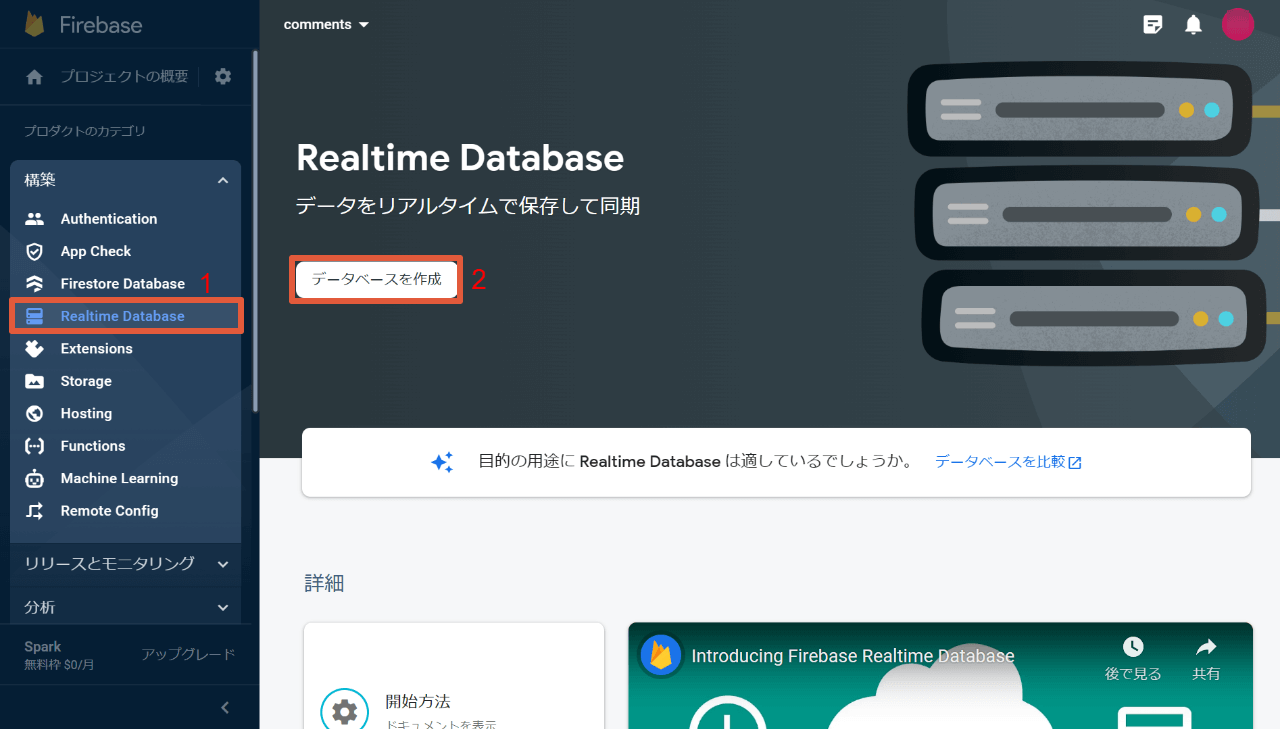 Firebase
プロジェクトの概要
プロダクトのカテゴリ
構築
Authentication
App Check
Firestore Database
1
Realtime Database
Extensions
Storage
Hosting
Functions
Machine Learning
Remote Config
リリースとモニタリング
分析
Spark
無料枠 $0/月
アップグレード
comments
Realtime Database
データをリアルタイムで保存して同期
データベースを作成
2
目的の用途に Realtime Database は適しているでしょうか。 データベースを比較
詳細
開始方法
ドキュメントを表示
Introducing Firebase Realtime Database
後で見る
共有